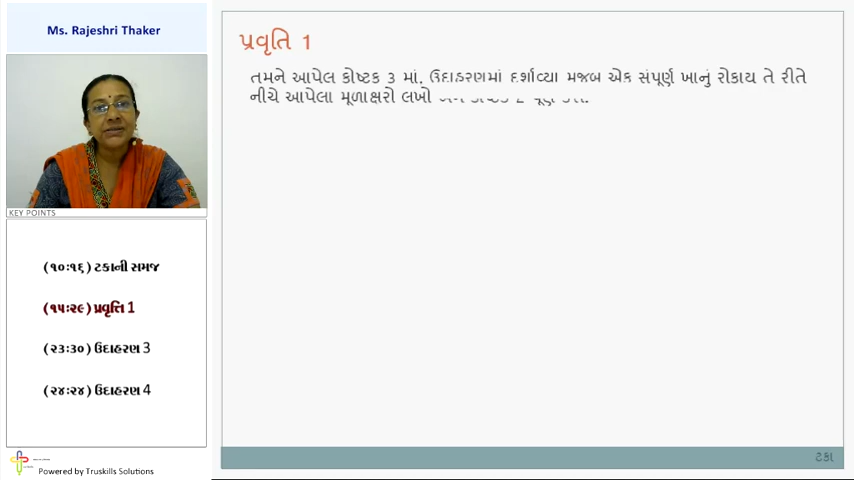 Ms. Rajeshri Thaker
પ્રવૃતિ 1
તમને આપેલ કોષ્ટક 3 માં. ઉદાહરણમાં દર્શાવ્યા મુજબ એક સંપૂર્ણ ખાનું રોકાય તે રીતે
નીચે આપેલા મૂળાક્ષરો લખો
KEY POINTS
(૧૦:૧૬) ટકાની સમજ
(૧૫:૨૯) પ્રવૃત્તિ 1
(૨૩:૩૦) ઉદાહરણ 3
(૨૪:૨૪) ઉદાહરણ 4
ટકા
Powered by Truskills Solutions